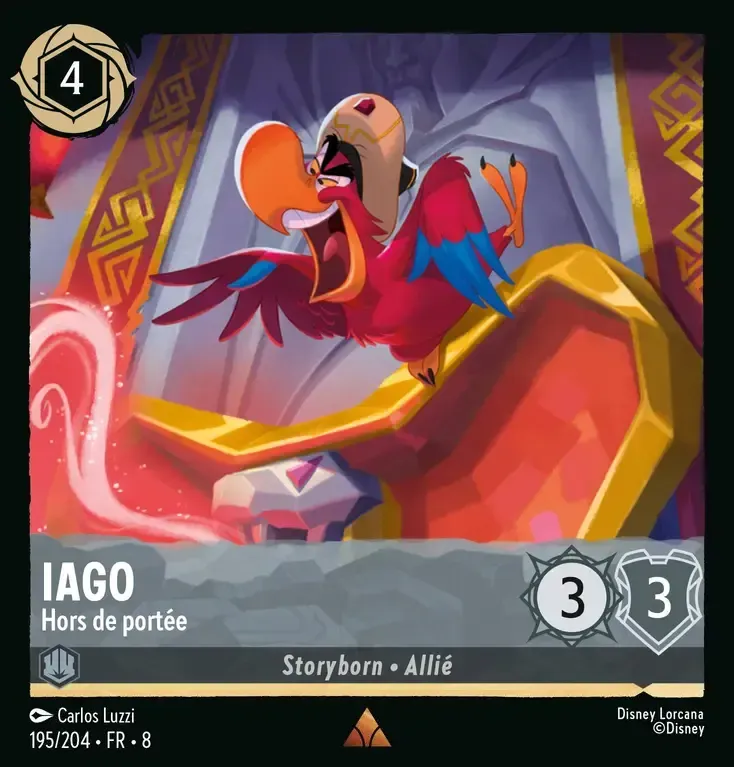 4
IAGO
Hors de portée
3
3
Storyborn • Allié
Carlos Luzzi
195/204 • FR • 8
Disney Lorcana
©Disney